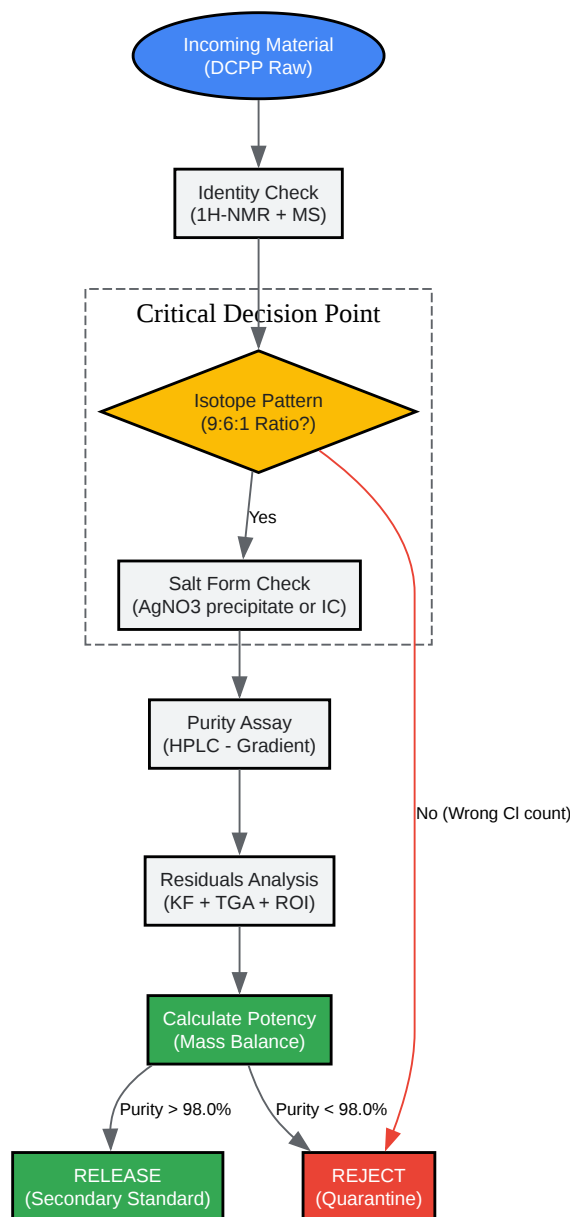 Incoming Material
(DCPP Raw)
Identity Check
(1H-NMR + MS)
Critical Decision Point
Isotope Pattern
(9:6:1 Ratio?)
Yes
Salt Form Check
(AgNO3 precipitate or IC)
Purity Assay
(HPLC - Gradient)
No (Wrong Cl count)
Residuals Analysis
(KF + TGA + ROI)
Calculate Potency
(Mass Balance)
Purity > 98.0%
Purity < 98.0%
RELEASE
(Secondary Standard)
REJECT
(Quarantine)